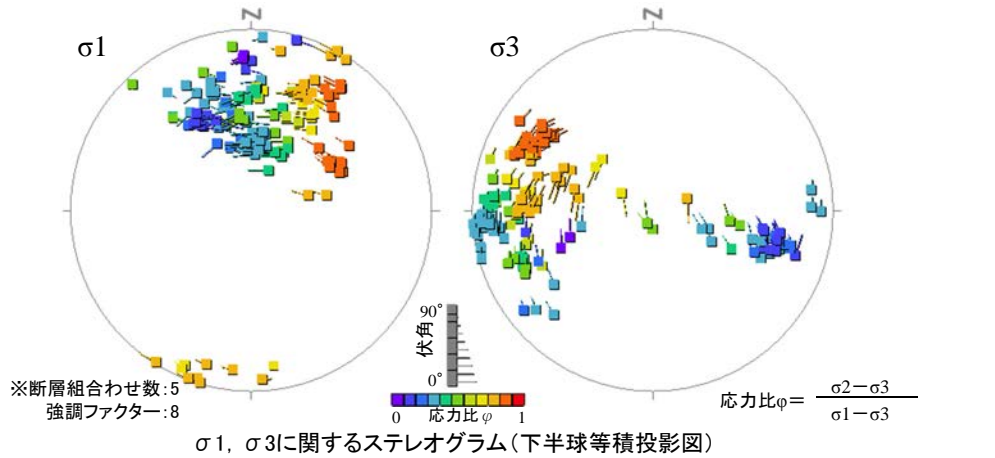 N
N
σ1
σ3
90°
伏角
0°
※断層組合わせ数:5
強調ファクター:8
0 応力比φ 1
応力比φ= σ2-σ3
σ1-σ3
σ1, σ3に関するステレオグラム(下半球等積投影図)